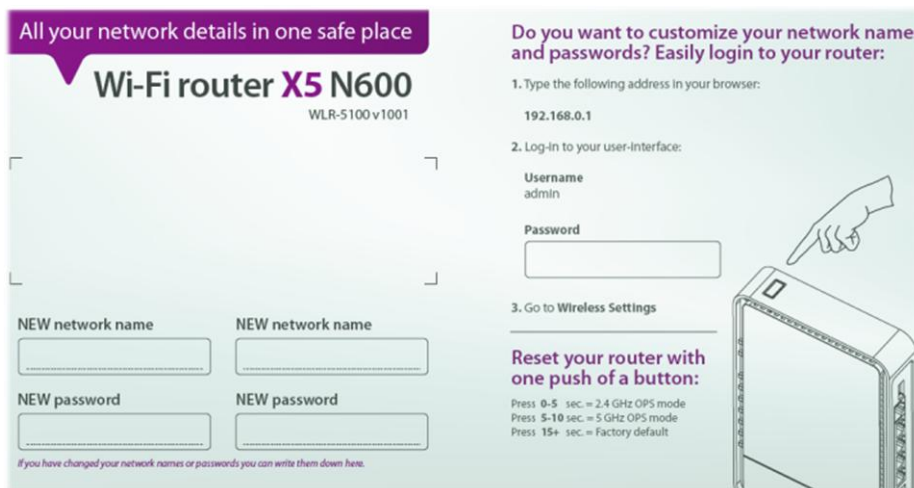 All your network details in one safe place
Wi-Fi router X5 N600
WLR-5100 v1001
NEW network name
NEW network name
NEW password
NEW password
If you have changed your network names or passwords you can write them down here.
Do you want to customize your network name
and passwords? Easily login to your router:
1. Type the following address in your browser:
192.168.0.1
2. Log-in to your user-interface:
Username
admin
Password
3. Go to Wireless Settings
Reset your router with
one push of a button:
Press 0-5 sec. = 2.4 GHz OPS mode
Press 5-10 sec. = 5 GHz OPS mode
Press 15+ sec. = Factory default